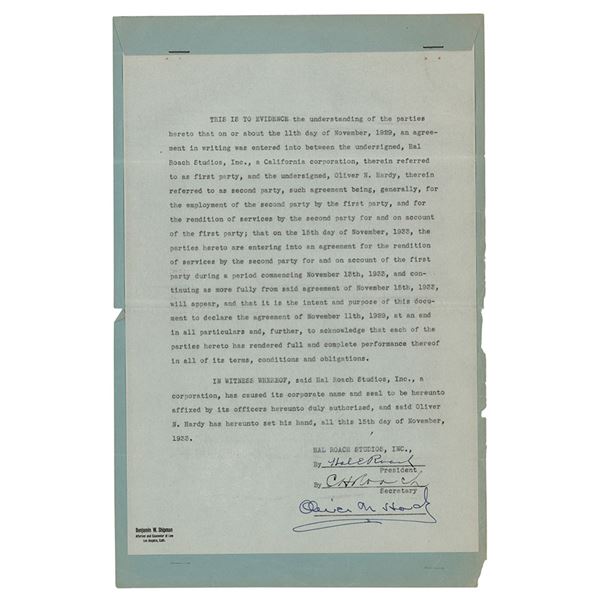 THIS IS TO EVIDENCE the understanding of the parties
hereto that on or about the 11th day of November, 1929, an agree-
ment in writing was entered into between the undersigned, Hal
Roach Studios, Inc., a California corporation, therein referred
to as first party, and the undersigned, Oliver N. Hardy, therein
referred to as second party, such agreement being, generally, for
the employment of the second party by the first party, and for
the rendition of services by the second party for and on account
of the first party; that on the 15th day of November, 1933, the
parties hereto are entering into an agreement for the rendition
of services by the second party for and on account of the first
party during a period commencing November 15th, 1933, and con-
tinuing as more fully from said agreement of November 15th, 1933,
will appear, and that it is the intent and purpose of this docu-
ment to declare the agreement of November 11th, 1929, at an end
in all particulars and, further, to acknowledge that each of the
parties hereto has rendered full and complete performance thereof
in all of its terms, conditions and obligations.
IN WITNESS WHEREOF, said Hal Roach Studios, Inc., a
corporation, has caused its corporate name and seal to be hereunto
affixed by its officers hereunto duly authorized, and said Oliver
N. Hardy has hereunto set his hand, all this 15th day of November,
1933.
HAL ROACH STUDIOS, INC.,
By Hal E Roach
President
By C H Roach
Secretary
Oliver N Hardy
Benjamin W. Shipman
Attorney and Counselor at Law
Los Angeles, Calif.